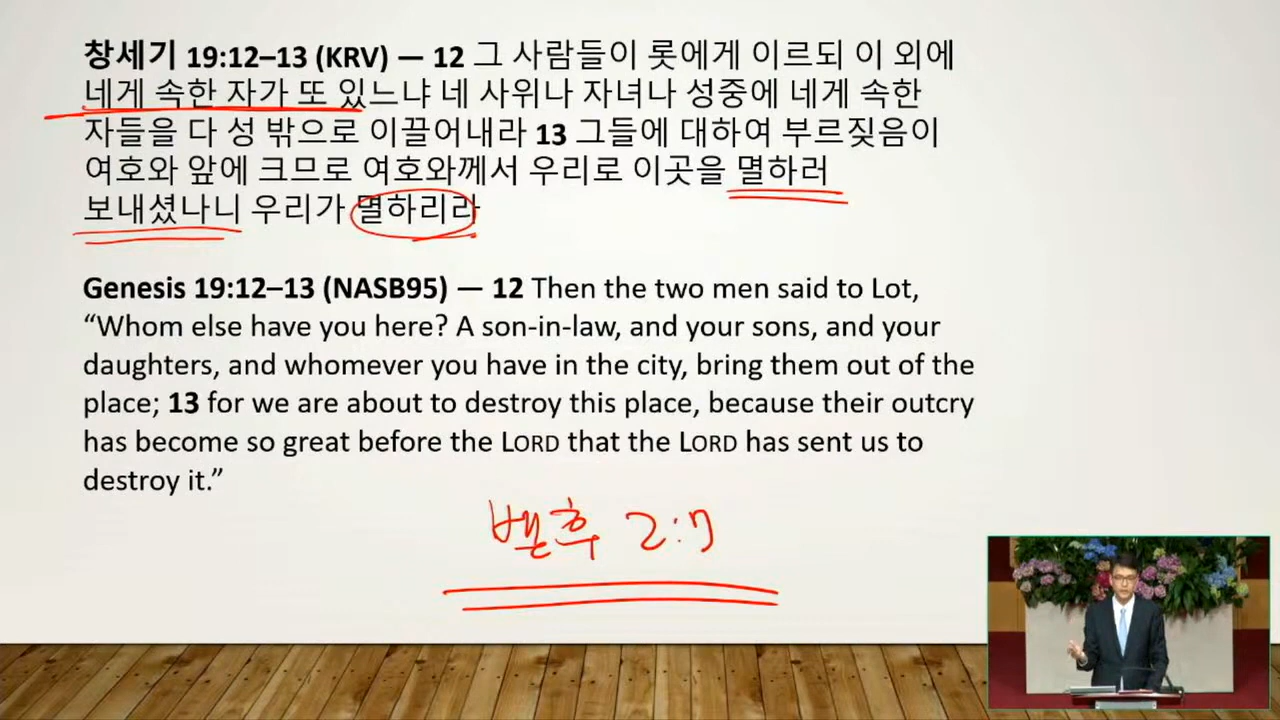 창세기 19:12–13 (KRV) — 12 그 사람들이 롯에게 이르되 이 외에
네게 속한 자가 또 있느냐 네 사위나 자녀나 성중에 네게 속한
자들을 다 성 밖으로 이끌어내라 13 그들에 대하여 부르짖음이
여호와 앞에 크므로 여호와께서 우리로 이곳을 멸하러
보내셨나니 우리가 멸하리라
Genesis 19:12–13 (NASB95) — 12 Then the two men said to Lot,
“Whom else have you here? A son-in-law, and your sons, and your
daughters, and whomever you have in the city, bring them out of the
place; 13 for we are about to destroy this place, because their outcry
has become so great before the LORD that the LORD has sent us to
destroy it.”
벧후 2:7